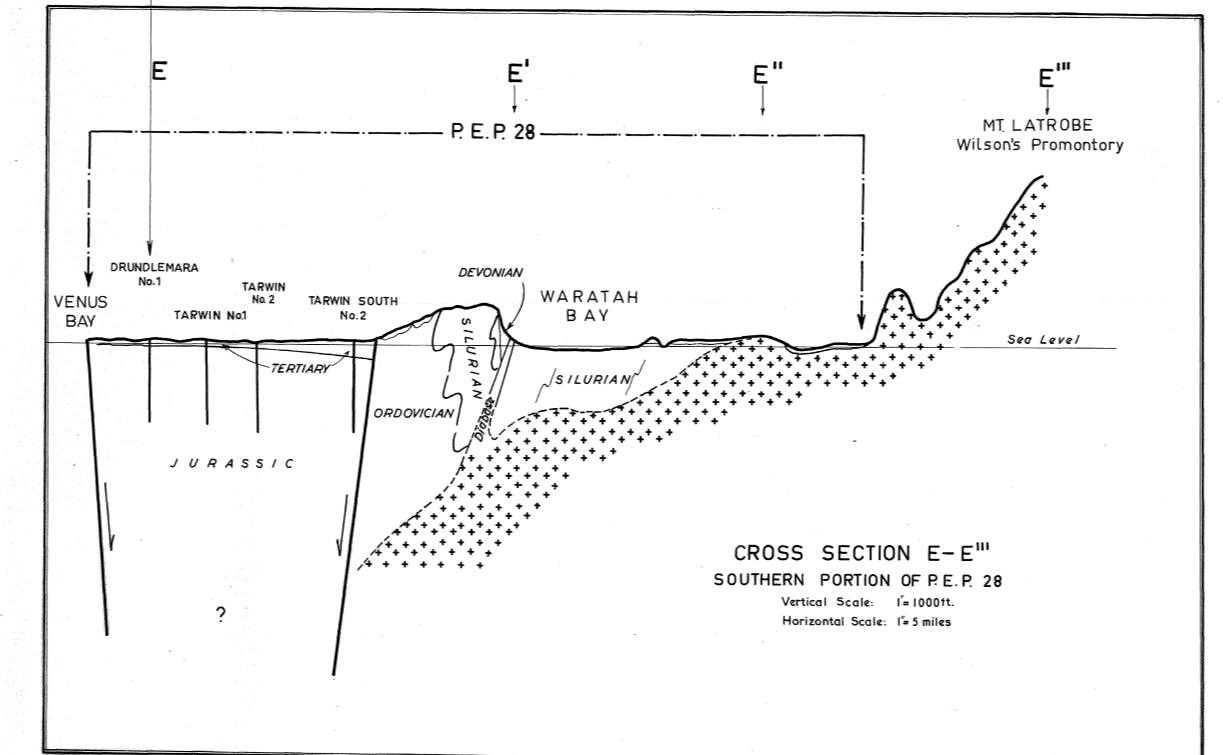 E
E'
E"
E'"
P.E.P. 28
MT. LATROBE
Wilson's Promontory
DRUNDLEMARA
No.1
VENUS
BAY
TARWIN No.1
TARWIN
No.2
TARWIN SOUTH
No.2
DEVONIAN
WARATAH
BAY
Sea Level
TERTIARY
SILURIAN
SILURIAN
ORDOVICIAN
Diabase
JURASSIC
?
CROSS SECTION E-E'"
SOUTHERN PORTION OF P.E.P. 28
Vertical Scale: 1"=1000ft.
Horizontal Scale: 1"=5 miles